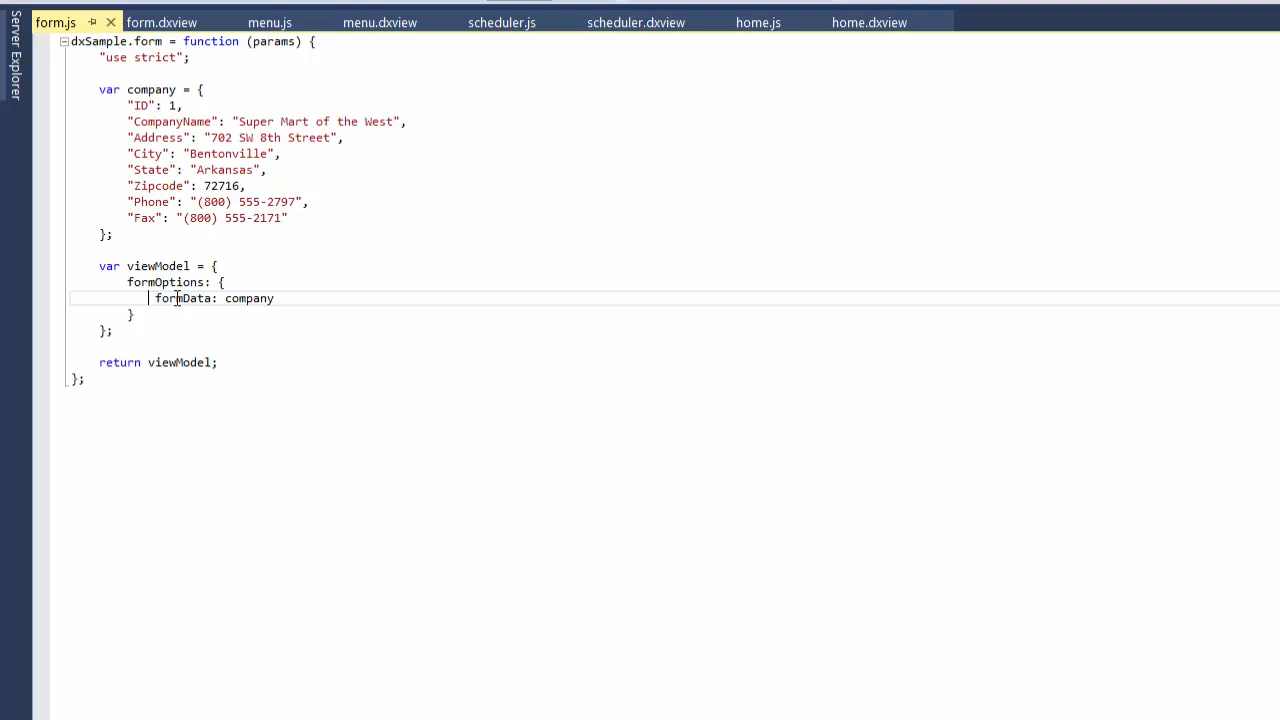 form.js
form.dxview
menu.js
menu.dxview
scheduler.js
scheduler.dxview
home.js
home.dxview
Server Explorer
dxSample.form = function (params) {
    "use strict";

    var company = {
        "ID": 1,
        "CompanyName": "Super Mart of the West",
        "Address": "702 SW 8th Street",
        "City": "Bentonville",
        "State": "Arkansas",
        "Zipcode": 72716,
        "Phone": "(800) 555-2797",
        "Fax": "(800) 555-2171"
    };

    var viewModel = {
        formOptions: {
            formData: company
        }
    };

    return viewModel;
};